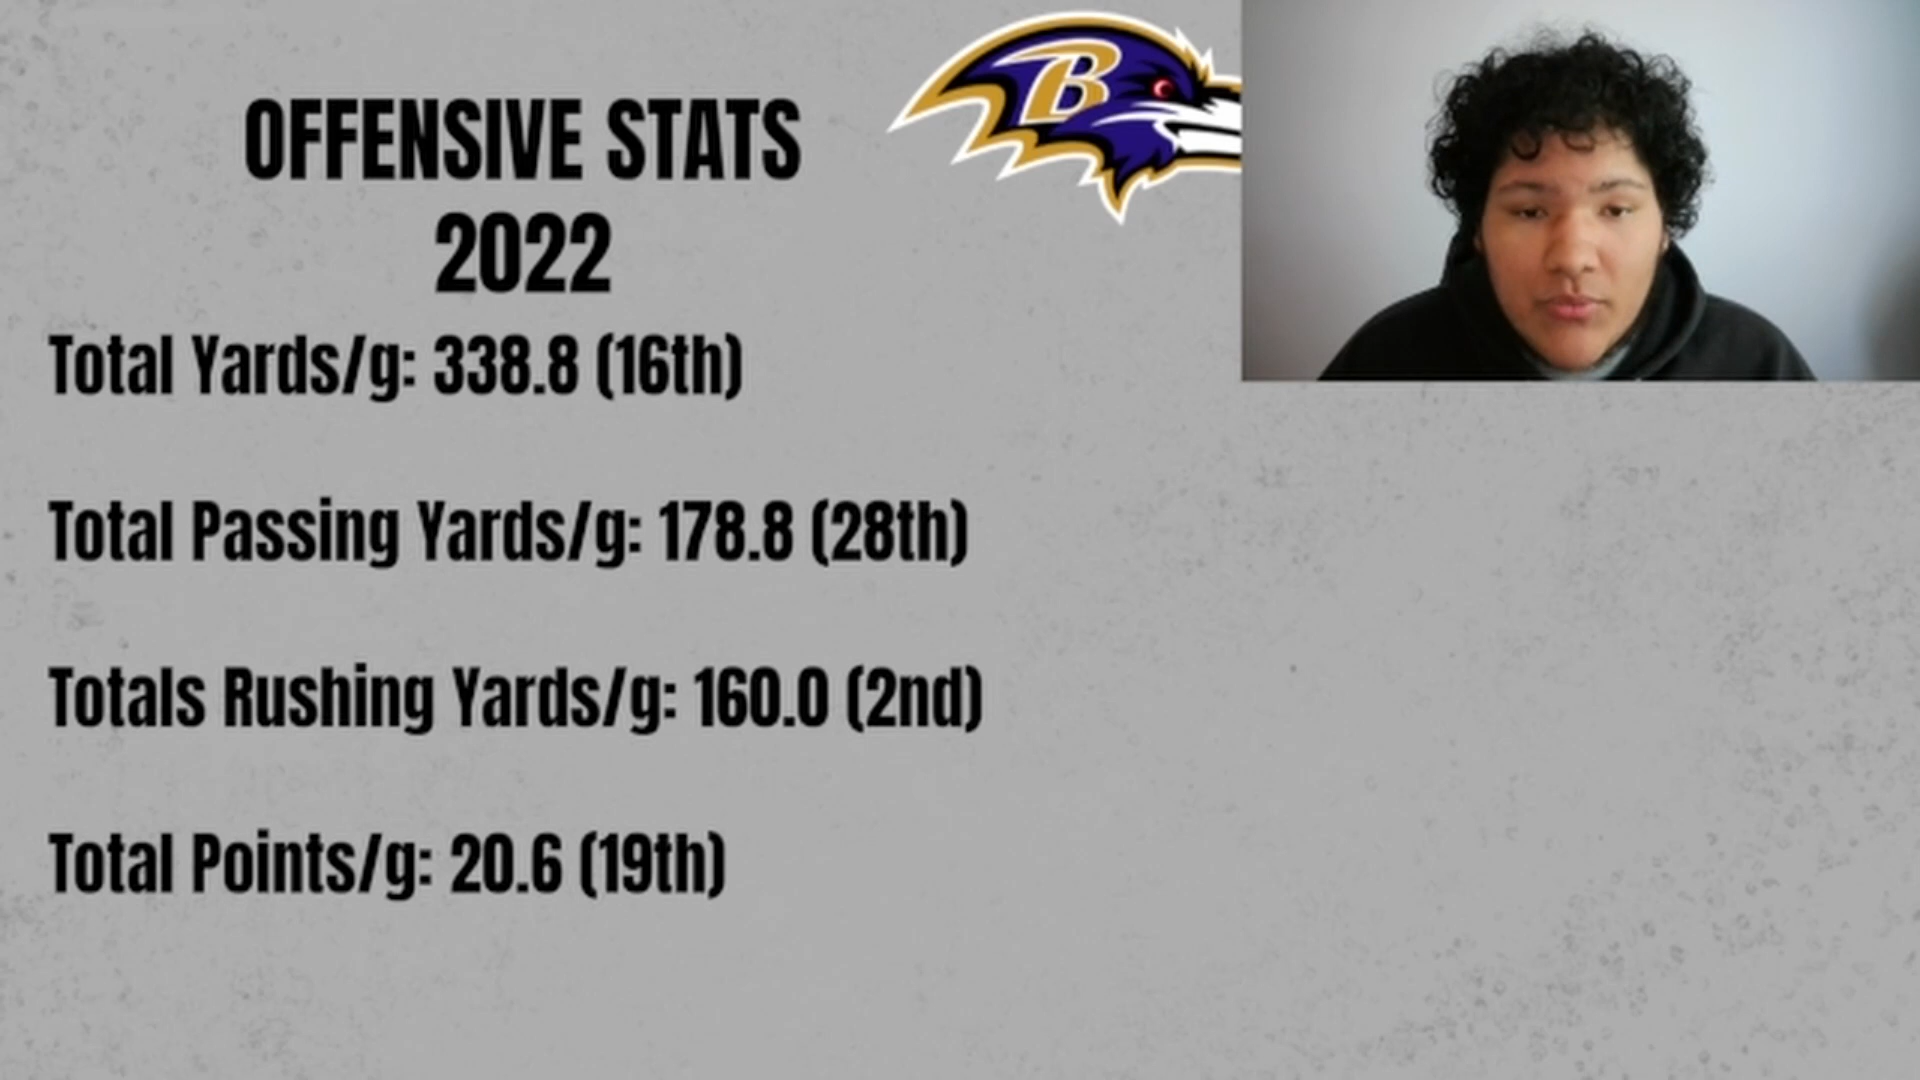 B
OFFENSIVE STATS
2022
Total Yards/g: 338.8 (16th)
Total Passing Yards/g: 178.8 (28th)
Totals Rushing Yards/g: 160.0 (2nd)
Total Points/g: 20.6 (19th)